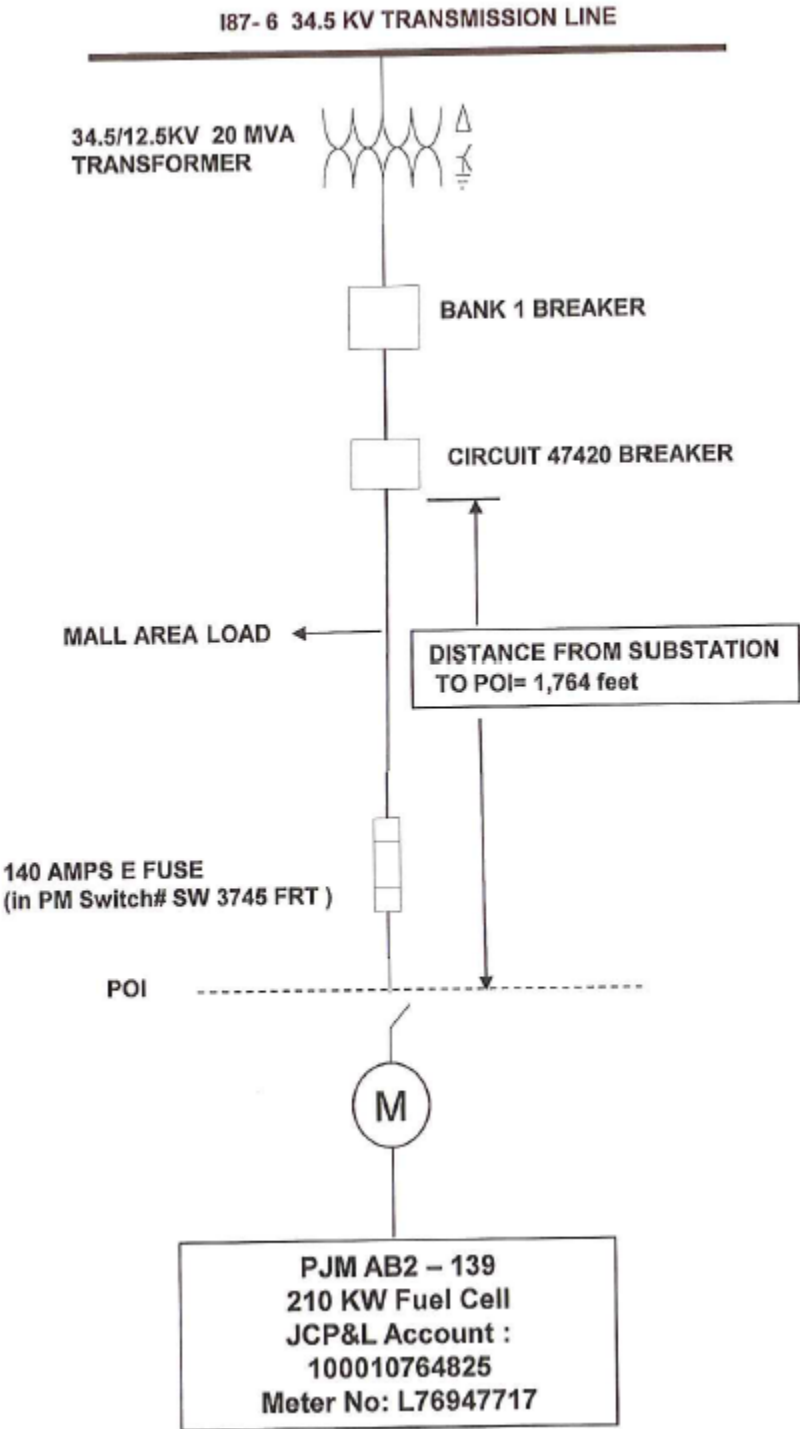 I87- 6 34.5 KV TRANSMISSION LINE
34.5/12.5KV 20 MVA
TRANSFORMER
BANK 1 BREAKER
CIRCUIT 47420 BREAKER
MALL AREA LOAD
DISTANCE FROM SUBSTATION
TO POI= 1,764 feet
140 AMPS E FUSE
(in PM Switch# SW 3745 FRT )
POI
M
PJM AB2 – 139
210 KW Fuel Cell
JCP&L Account :
100010764825
Meter No: L76947717